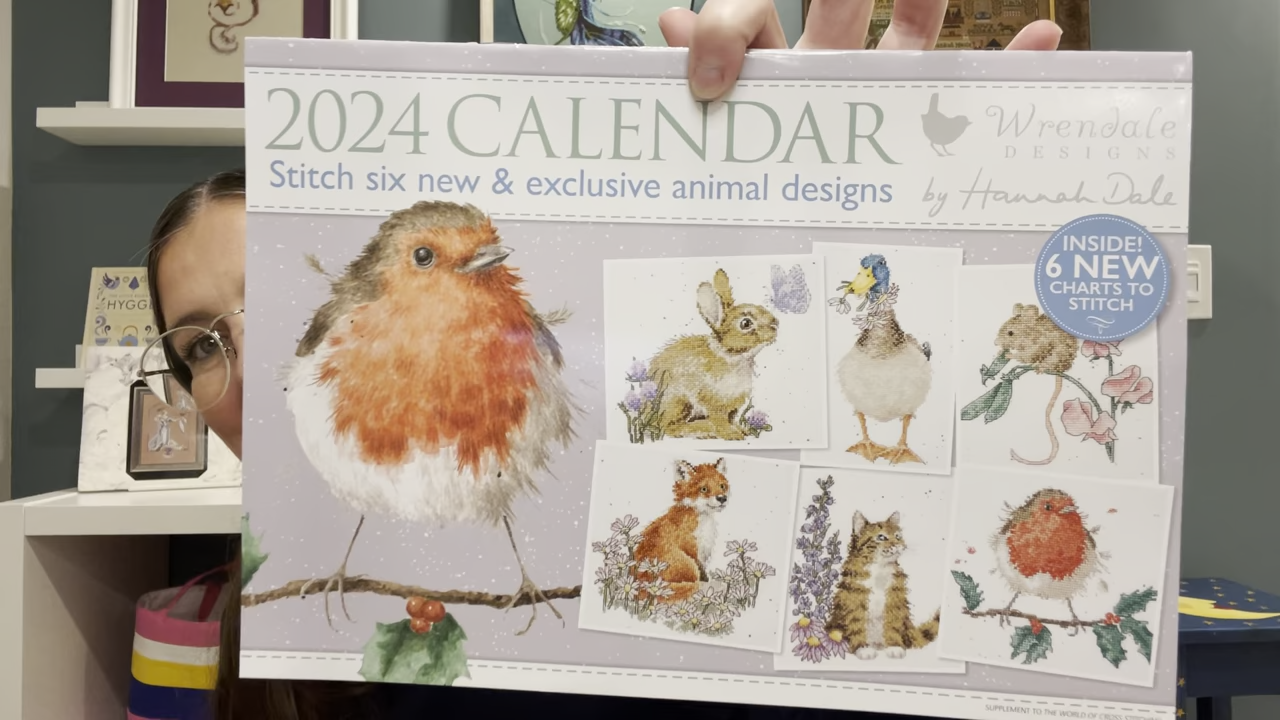 2024 CALENDAR
Stitch six new & exclusive animal designs
Wrendale
DESIGNS
by Hannah Dale
INSIDE!
6 NEW
CHARTS TO
STITCH
HYGGE
SUPPLEMENT TO THE WORLD OF CROSS